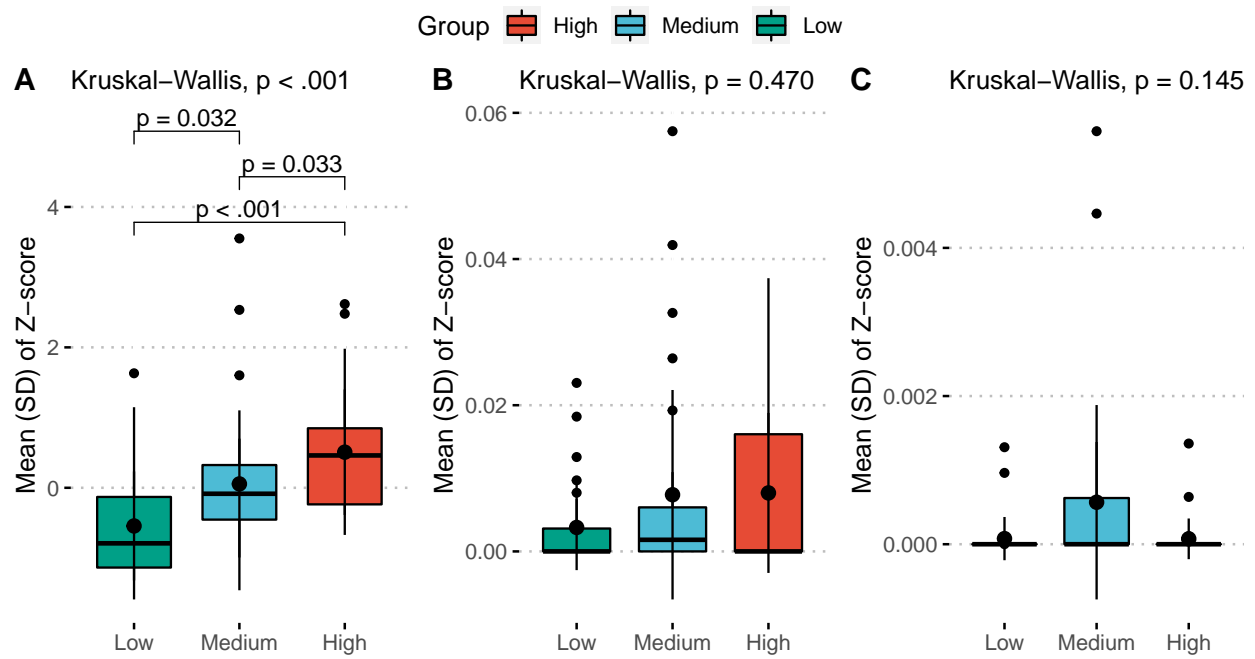 Group High Medium Low
A Kruskal−Wallis, p < .001
p = 0.032
p = 0.033
p < .001
4
2
0
Mean (SD) of Z−score
Low Medium High
B Kruskal−Wallis, p = 0.470
0.06
0.04
0.02
0.00
Mean (SD) of Z−score
Low Medium High
C Kruskal−Wallis, p = 0.145
0.004
0.002
0.000
Mean (SD) of Z−score
Low Medium High